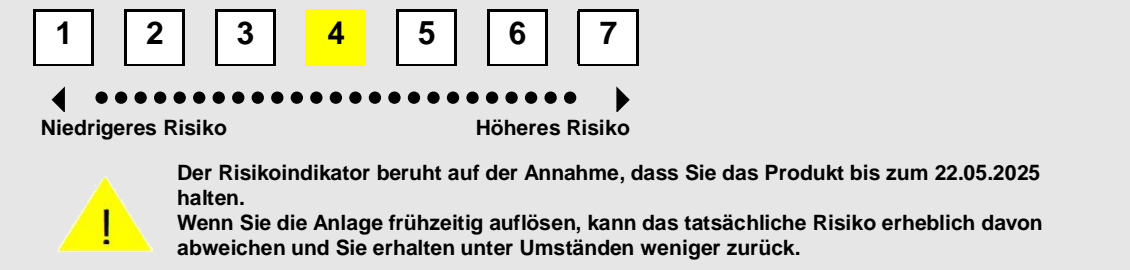 1 2 3 4 5 6 7
Niedrigeres Risiko Höheres Risiko
Der Risikoindikator beruht auf der Annahme, dass Sie das Produkt bis zum 22.05.2025
halten.
Wenn Sie die Anlage frühzeitig auflösen, kann das tatsächliche Risiko erheblich davon
abweichen und Sie erhalten unter Umständen weniger zurück.
!